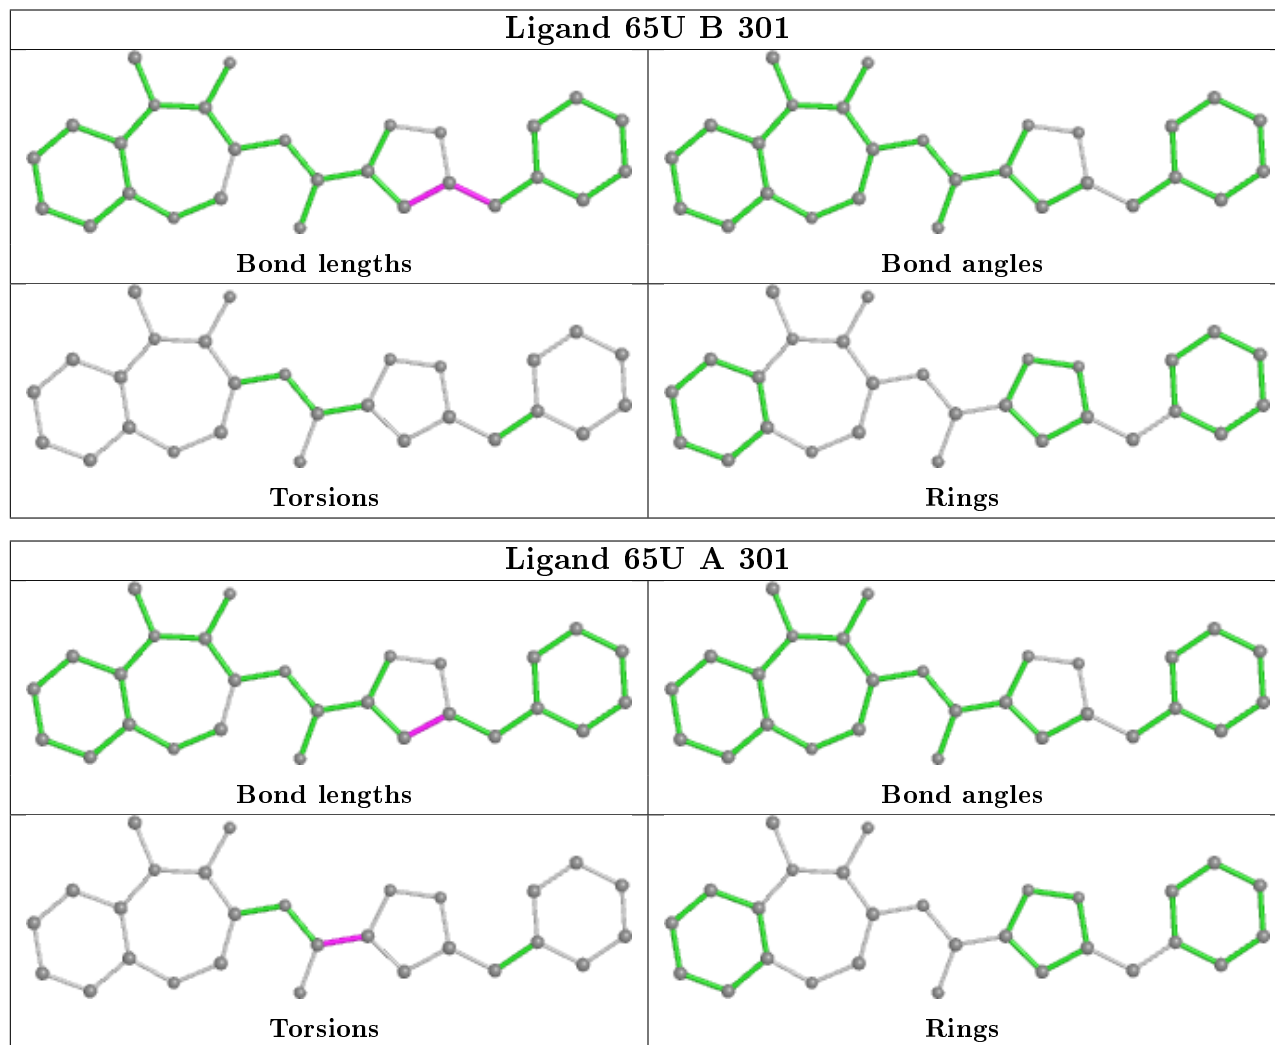 Ligand 65U B 301
Bond lengths
Bond angles
Torsions
Rings
Ligand 65U A 301
Bond lengths
Bond angles
Torsions
Rings